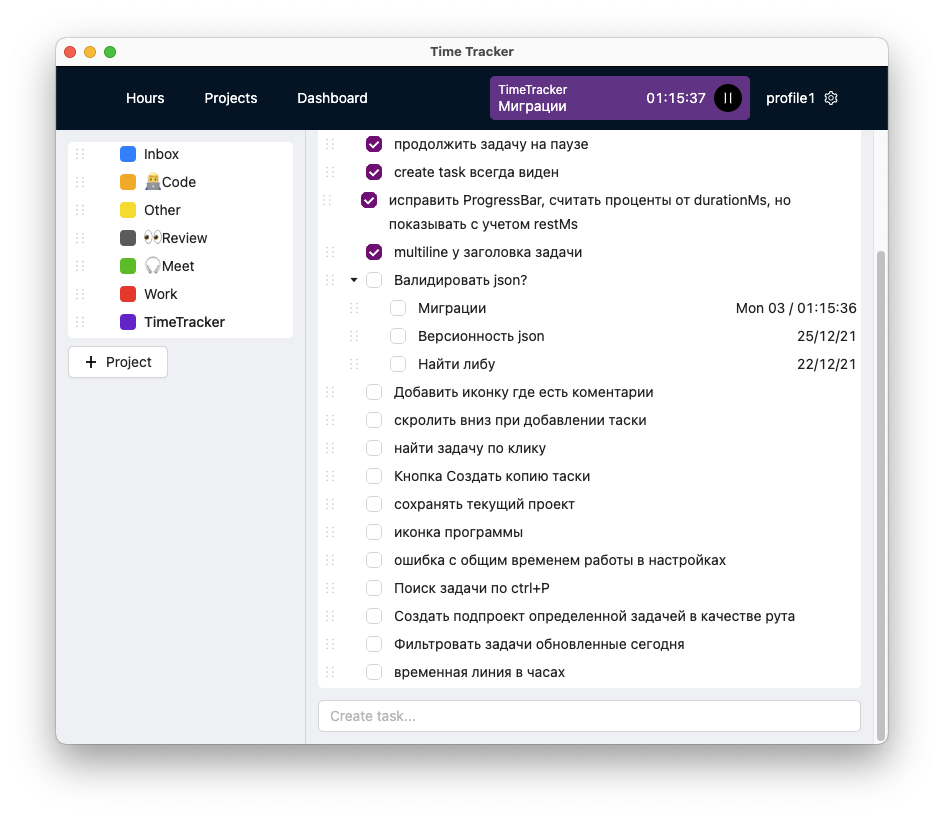 Time Tracker
Hours
Projects
Dashboard
TimeTracker
Миграции
01:15:37
profile1
Inbox
👩‍💻Code
Other
👀Review
🎧Meet
Work
TimeTracker
+ Project
продолжить задачу на паузе
create task всегда виден
исправить ProgressBar, считать проценты от durationMs, но
показывать с учетом restMs
multiline у заголовка задачи
Валидировать json?
Миграции Mon 03 / 01:15:36
Версионность json 25/12/21
Найти либу 22/12/21
Добавить иконку где есть коментарии
скролить вниз при добавлении таски
найти задачу по клику
Кнопка Создать копию таски
сохранять текущий проект
иконка программы
ошибка с общим временем работы в настройках
Поиск задачи по ctrl+P
Создать подпроект определенной задачей в качестве рута
Фильтровать задачи обновленные сегодня
временная линия в часах
Create task...